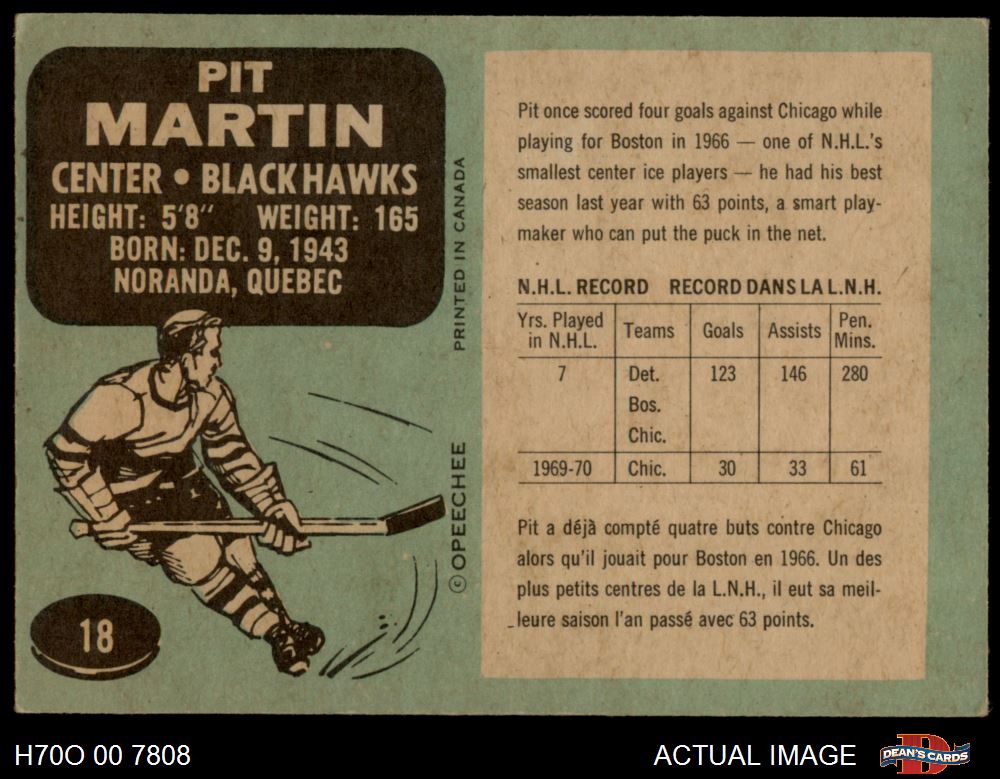 PIT
MARTIN
CENTER • BLACK HAWKS
HEIGHT: 5'8" WEIGHT: 165
BORN: DEC. 9, 1943
NORANDA, QUEBEC
PRINTED IN CANADA
© OPEECHEE
18
Pit once scored four goals against Chicago while
playing for Boston in 1966 — one of N.H.L.'s
smallest center ice players — he had his best
season last year with 63 points, a smart play-
maker who can put the puck in the net.
N.H.L. RECORD RECORD DANS LA L.N.H.
Yrs. Played in N.H.L. Teams Goals Assists Pen. Mins.
7 Det. 123 146 280
Bos.
Chic.
1969-70 Chic. 30 33 61
Pit a déjà compté quatre buts contre Chicago
alors qu'il jouait pour Boston en 1966. Un des
plus petits centres de la L.N.H., il eut sa meil-
leure saison l'an passé avec 63 points.
H70O 00 7808
ACTUAL IMAGE
D
DEAN'S CARDS